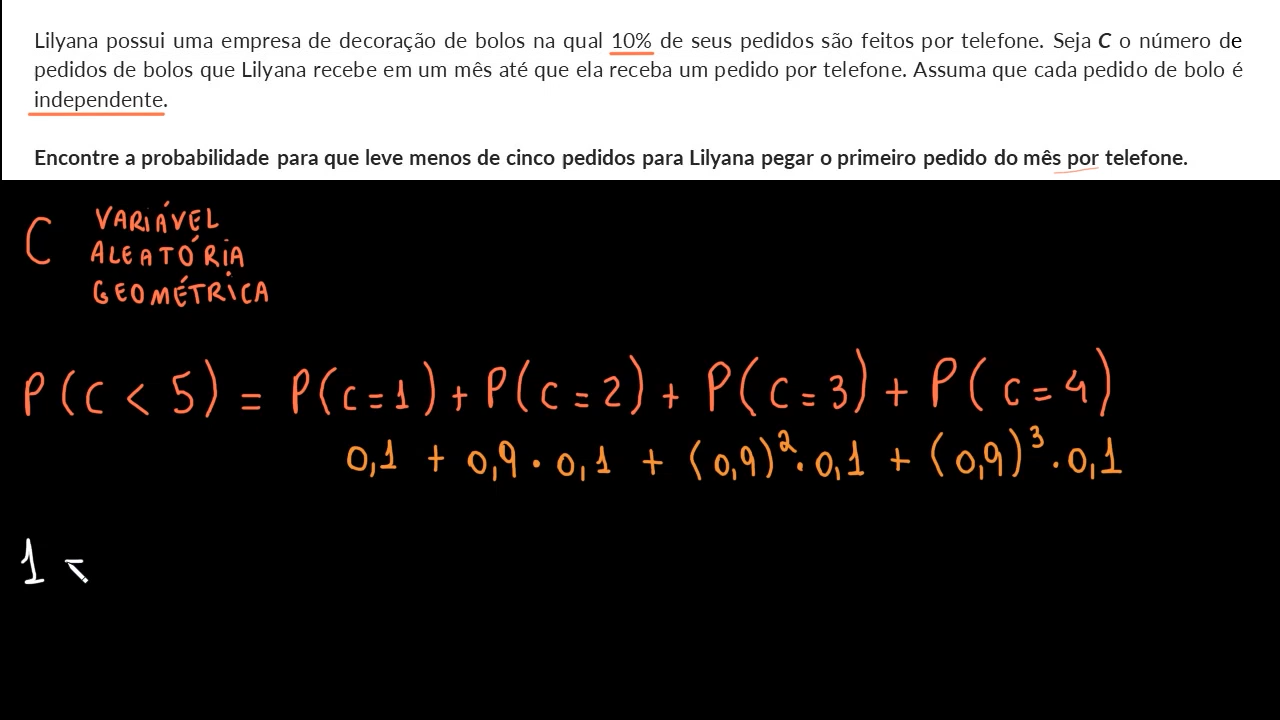 Lilyana possui uma empresa de decoração de bolos na qual 10% de seus pedidos são feitos por telefone. Seja C o número de
pedidos de bolos que Lilyana recebe em um mês até que ela receba um pedido por telefone. Assuma que cada pedido de bolo é
independente.
Encontre a probabilidade para que leve menos de cinco pedidos para Lilyana pegar o primeiro pedido do mês por telefone.
C VARIÁVEL
ALEATÓRIA
GEOMÉTRICA
P(C < 5) = P(C=1) + P(C=2) + P(C=3) + P(C=4)
0,1 + 0,9 · 0,1 + (0,9)² · 0,1 + (0,9)³ · 0,1
1